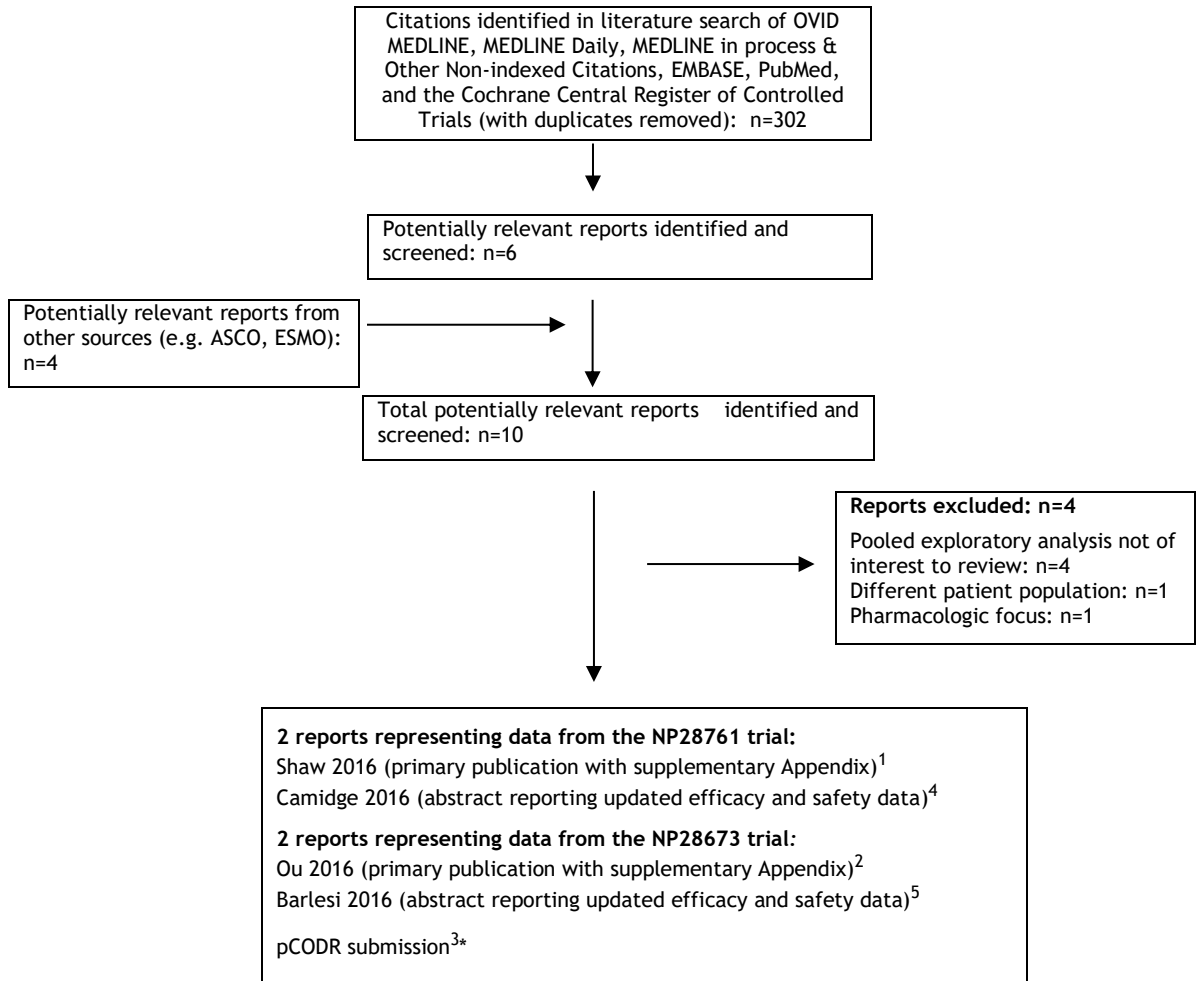 Citations identified in literature search of OVID
MEDLINE, MEDLINE Daily, MEDLINE in process &
Other Non-indexed Citations, EMBASE, PubMed,
and the Cochrane Central Register of Controlled
Trials (with duplicates removed): n=302
Potentially relevant reports identified and
screened: n=6
Potentially relevant reports from
other sources (e.g. ASCO, ESMO):
n=4
Total potentially relevant reports identified and
screened: n=10
Reports excluded: n=4
Pooled exploratory analysis not of
interest to review: n=4
Different patient population: n=1
Pharmacologic focus: n=1
2 reports representing data from the NP28761 trial:
Shaw 2016 (primary publication with supplementary Appendix)1
Camidge 2016 (abstract reporting updated efficacy and safety data)4
2 reports representing data from the NP28673 trial:
Ou 2016 (primary publication with supplementary Appendix)2
Barlesi 2016 (abstract reporting updated efficacy and safety data)5
pCODR submission3*